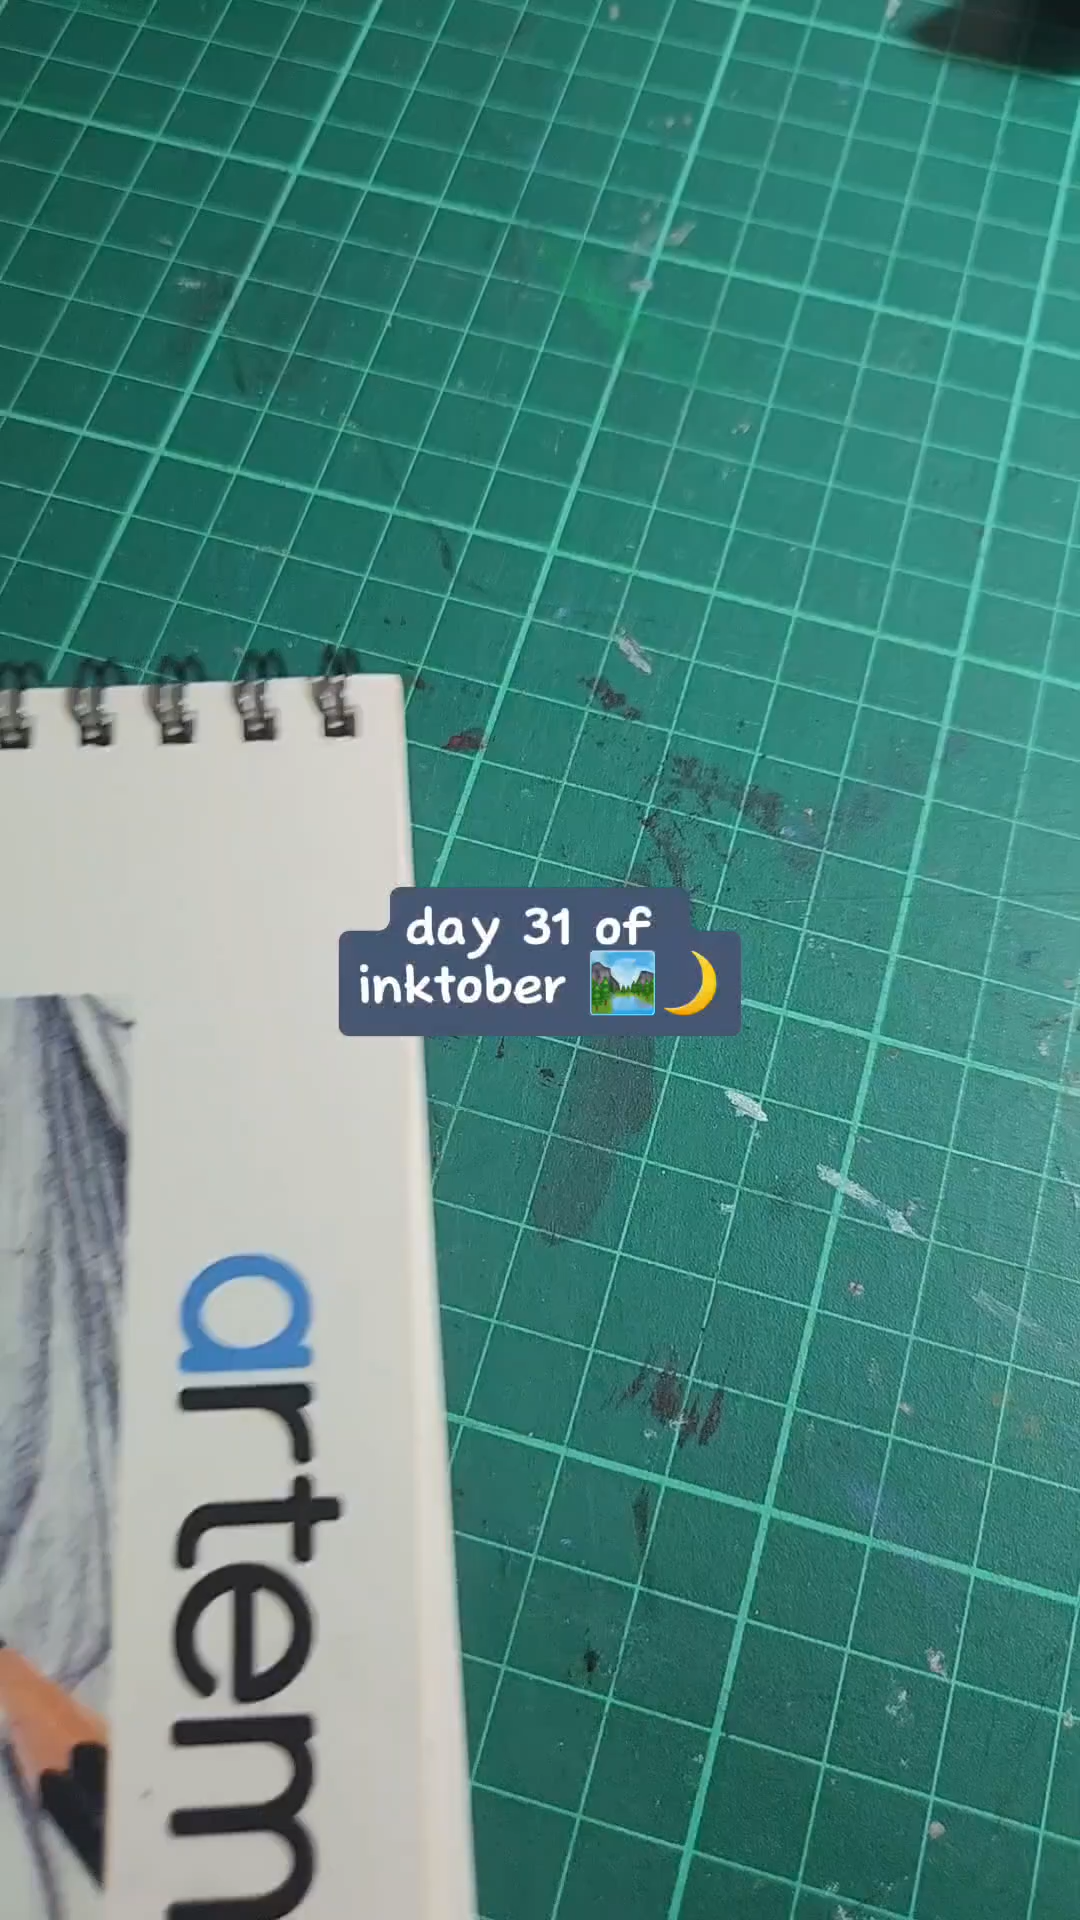 day 31 of
inktober 🏞️🌙
artem